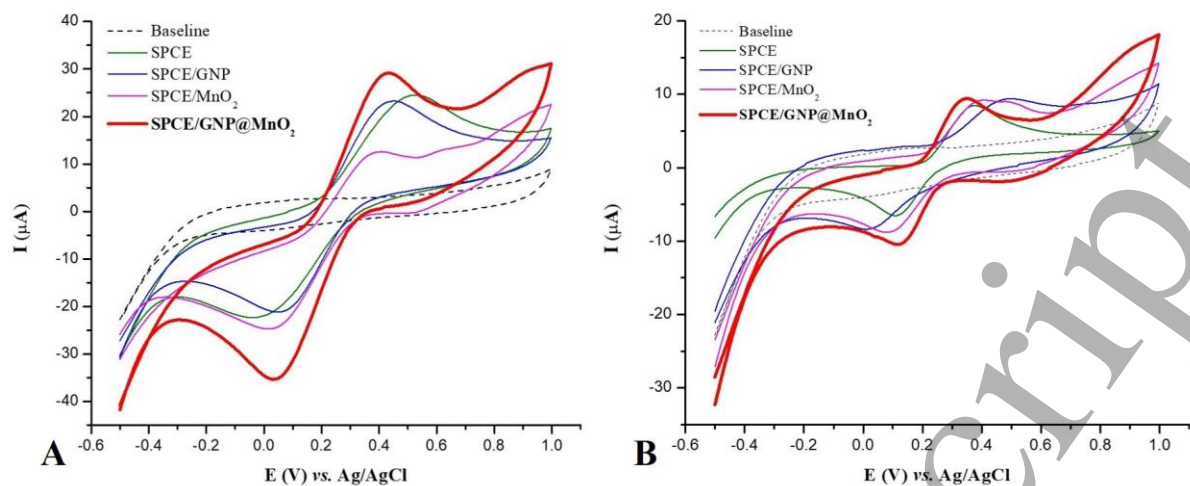 Baseline
SPCE
SPCE/GNP
SPCE/MnO₂
SPCE/GNP@MnO₂
40
30
20
10
0
-10
-20
-30
-40
I (µA)
-0.6 -0.4 -0.2 0.0 0.2 0.4 0.6 0.8 1.0
E (V) vs. Ag/AgCl
A
Baseline
SPCE
SPCE/GNP
SPCE/MnO₂
SPCE/GNP@MnO₂
20
10
0
-10
-20
-30
I (µA)
-0.6 -0.4 -0.2 0.0 0.2 0.4 0.6 0.8 1.0
E (V) vs. Ag/AgCl
B
cript